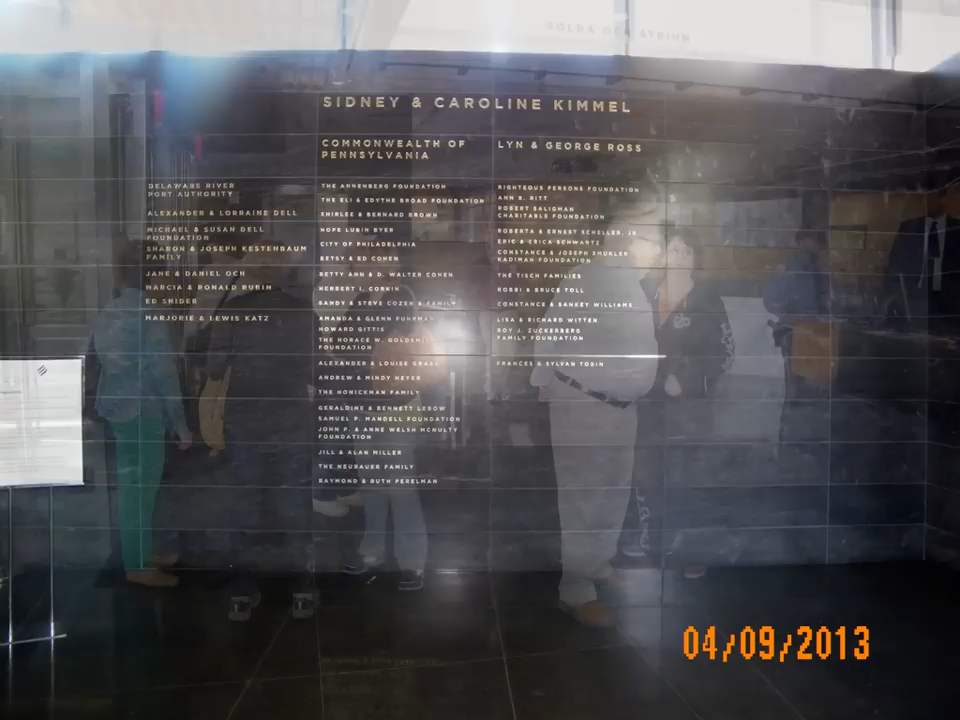 SIDNEY & CAROLINE KIMMEL
COMMONWEALTH OF
PENNSYLVANIA
LYN & GEORGE ROSS
DELAWARE RIVER
PORT AUTHORITY
ALEXANDER & LORRAINE DELL
MICHAEL & SUSAN DELL
FOUNDATION
SHARON & JOSEPH KESTENBAUM
FAMILY
JANE & DANIEL OCH
MARCIA & RONALD RUBIN
ED SNIDER
MARJORIE & LEWIS KATZ
THE ANNENBERG FOUNDATION
THE ELI & EDYTHE BROAD FOUNDATION
SHIRLEE & BERNARD BROWN
HOPE LUBIN BYER
CITY OF PHILADELPHIA
BETSY & ED COHEN
BETTY ANN & D. WALTER COHEN
HERBERT I. CORKIN
SANDY & STEVE COZEN & FAMILY
AMANDA & GLENN FUHRMAN
HOWARD GITTIS
THE HORACE W. GOLDSMITH
FOUNDATION
ALEXANDER & LOUISE GRASS
ANDREW & MINDY HEYER
THE HONICKMAN FAMILY
GERALDINE & BENNETT LEBOW
SAMUEL P. MANDELL FOUNDATION
JOHN P. & ANNE WELSH MCNULTY
FOUNDATION
JILL & ALAN MILLER
THE NEUBAUER FAMILY
RAYMOND & RUTH PERELMAN
RIGHTEOUS PERSONS FOUNDATION
ANN B. RITT
ROBERT SALIGMAN
CHARITABLE FOUNDATION
ROBERTA & ERNEST SCHELLER, JR
ERIC & ERICA SCHWARTZ
CONSTANCE & JOSEPH SMUKLER
KADIMAH FOUNDATION
THE TISCH FAMILIES
ROBBI & BRUCE TOLL
CONSTANCE & SANKEY WILLIAMS
LISA & RICHARD WITTEN
ROY J. ZUCKERBERG
FAMILY FOUNDATION
FRANCES & SYLVAN TOBIN
04/09/2013